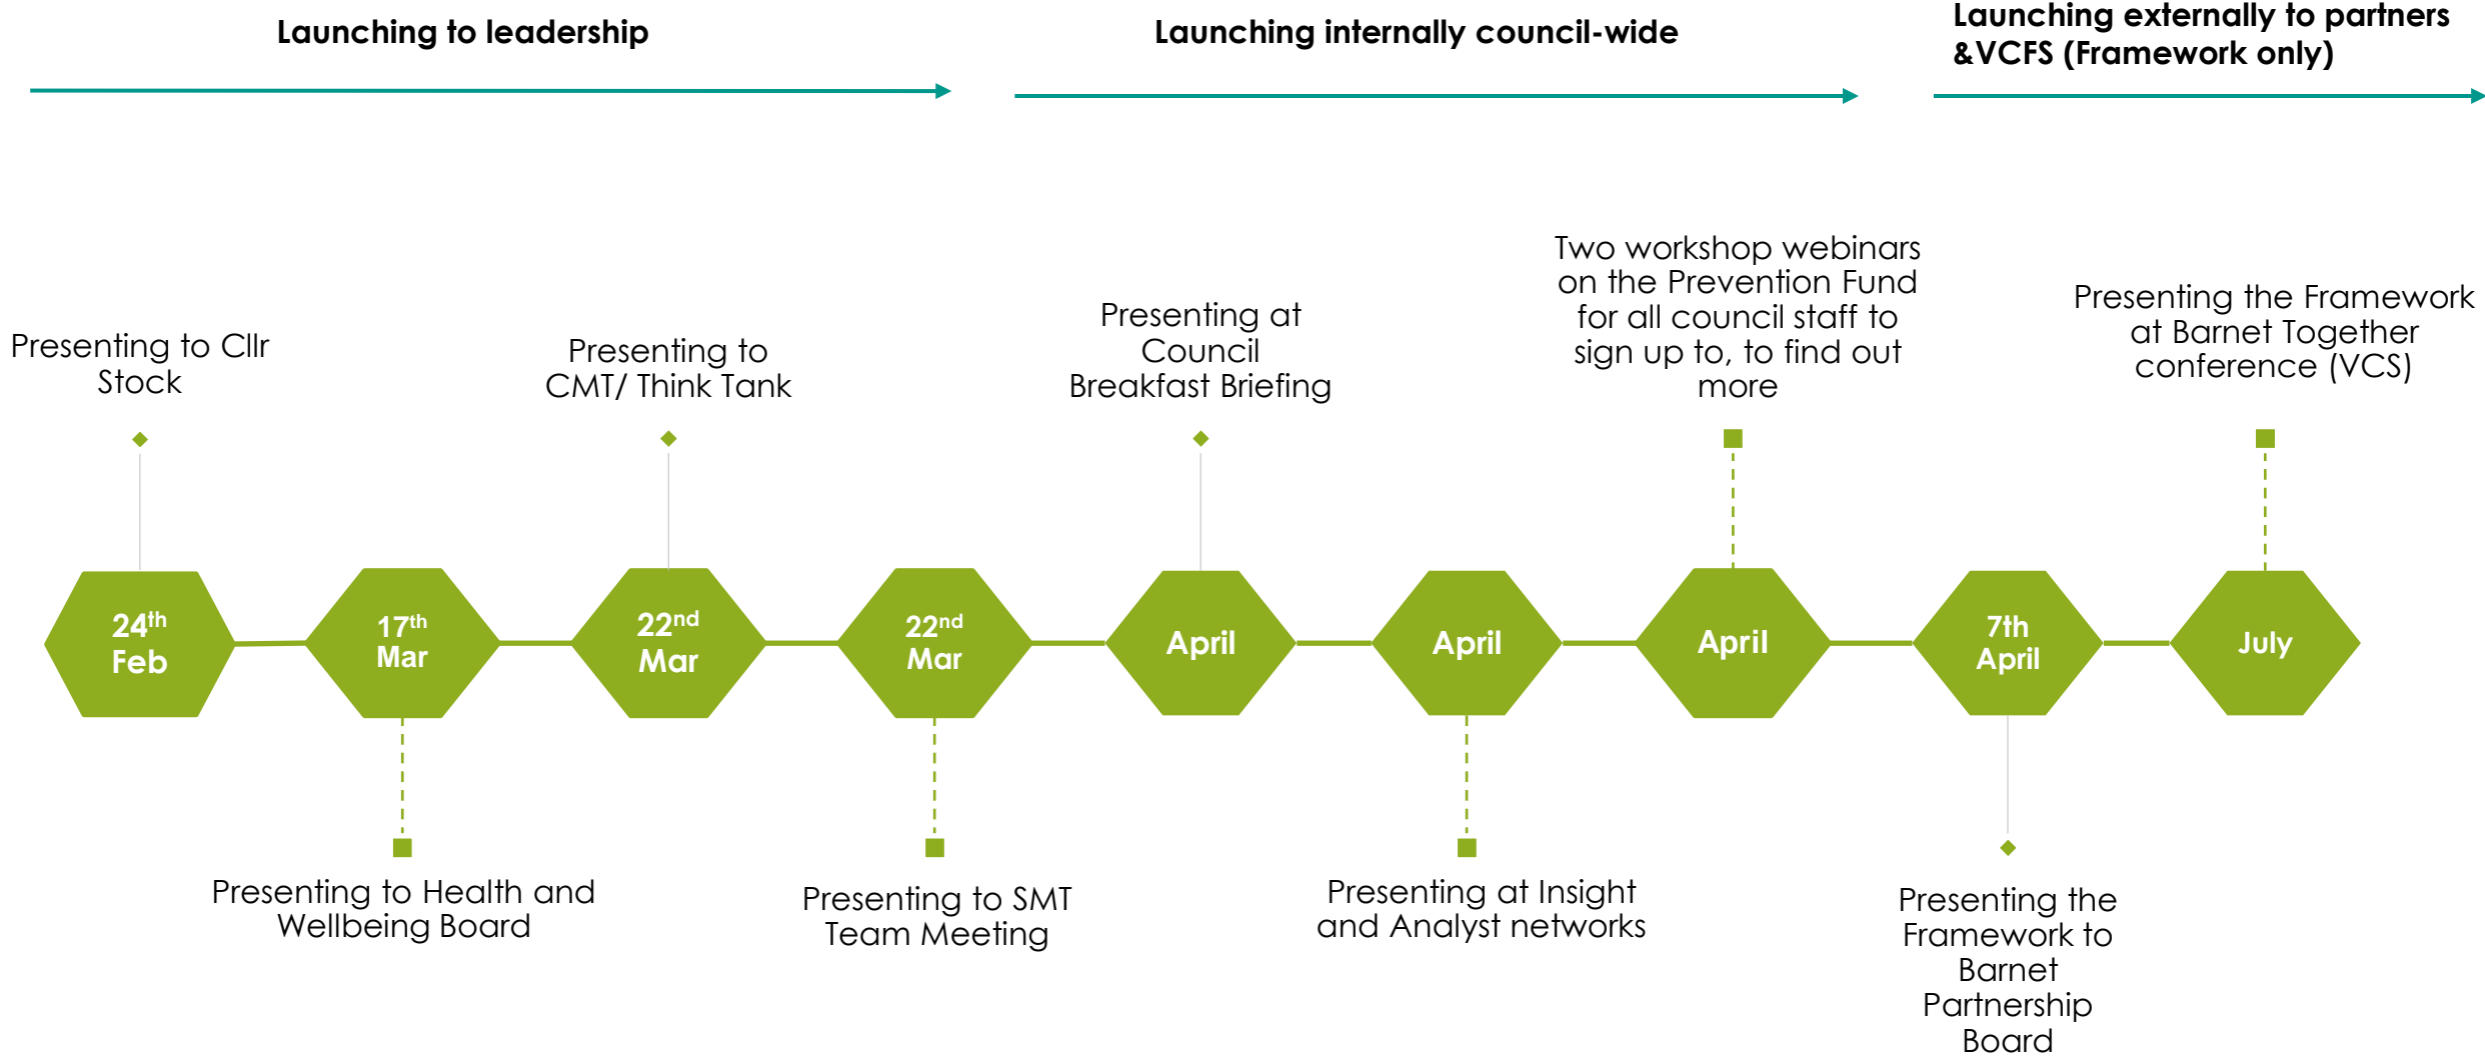 Launching to leadership
Launching internally council-wide
Launching externally to partners
&VCFS (Framework only)
Presenting to Cllr
Stock
Presenting to
CMT/ Think Tank
Presenting at
Council
Breakfast Briefing
Two workshop webinars
on the Prevention Fund
for all council staff to
sign up to, to find out
more
Presenting the Framework
at Barnet Together
conference (VCS)
24th
Feb
17th
Mar
22nd
Mar
22nd
Mar
April
April
April
7th
April
July
Presenting to Health and
Wellbeing Board
Presenting to SMT
Team Meeting
Presenting at Insight
and Analyst networks
Presenting the
Framework to
Barnet
Partnership
Board